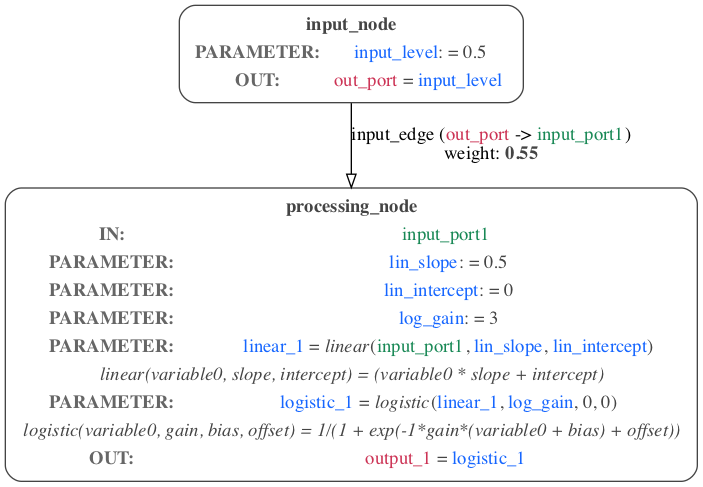 input_node
PARAMETER: input_level: = 0.5
OUT: out_port = input_level
input_edge (out_port -> input_port1)
weight: 0.55
processing_node
IN: input_port1
PARAMETER: lin_slope: = 0.5
PARAMETER: lin_intercept: = 0
PARAMETER: log_gain: = 3
PARAMETER: linear_1 = linear(input_port1, lin_slope, lin_intercept)
linear(variable0, slope, intercept) = (variable0 * slope + intercept)
PARAMETER: logistic_1 = logistic(linear_1, log_gain, 0, 0)
logistic(variable0, gain, bias, offset) = 1/(1 + exp(-1*gain*(variable0 + bias) + offset))
OUT: output_1 = logistic_1